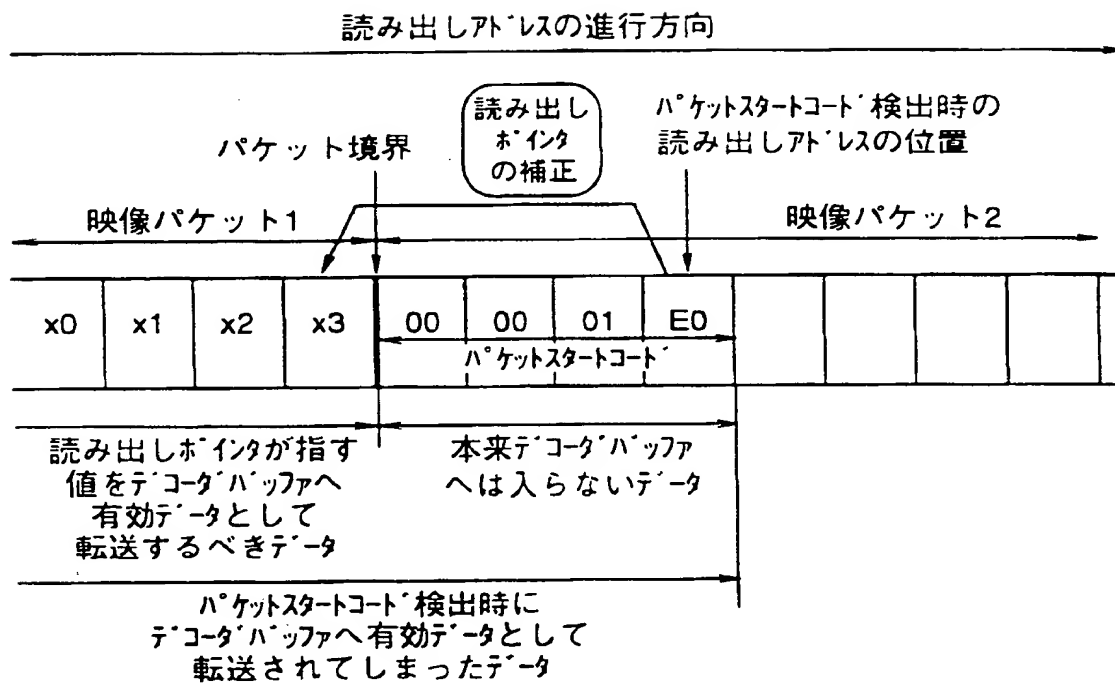 読み出しアドレスの進行方向
読み出し
ポインタ
の補正
パケットスタートコード検出時の
読み出しアドレスの位置
パケット境界
映像パケット1
映像パケット2
x0 x1 x2 x3 00 00 01 E0
パケットスタートコード
読み出しポインタが指す
値をデコーダバッファへ
有効データとして
転送するべきデータ
本来デコーダバッファ
へは入らないデータ
パケットスタートコード検出時に
デコーダバッファへ有効データとして
転送されてしまったデータ